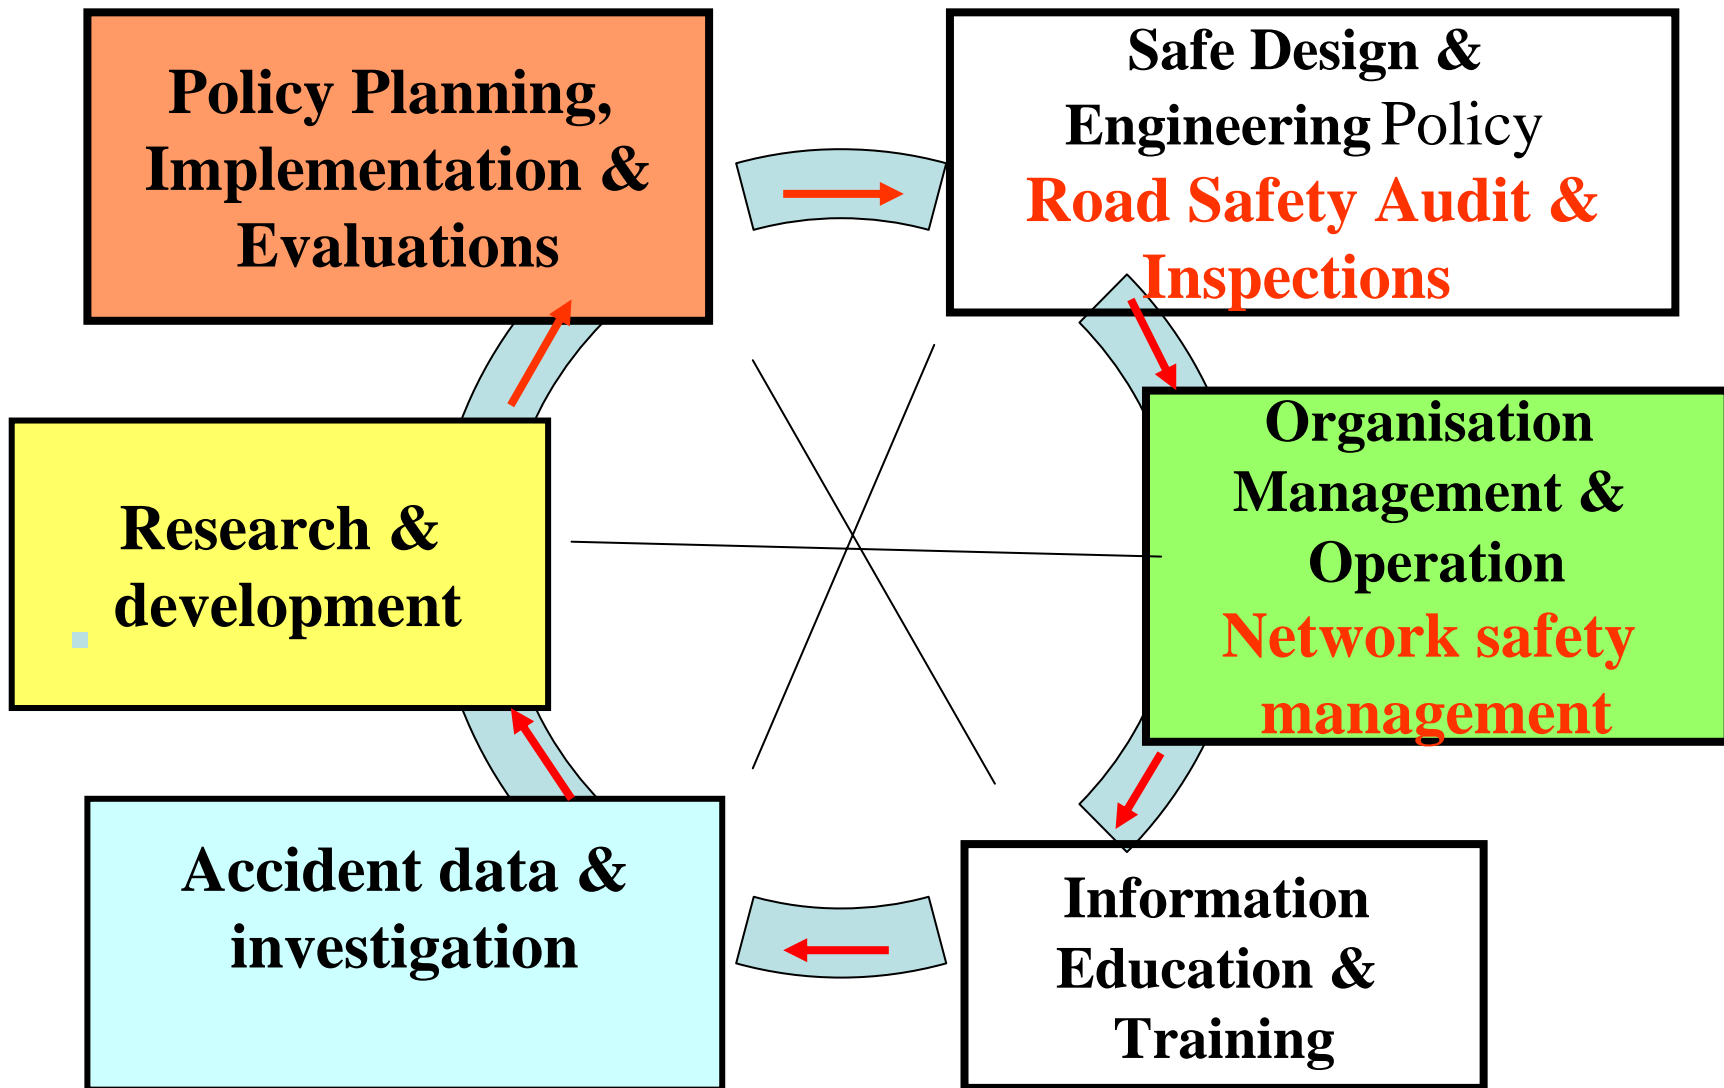 Policy Planning,
Implementation &
Evaluations
Safe Design &
Engineering Policy
Road Safety Audit &
Inspections
Organisation
Management &
Operation
Network safety
management
Information
Education &
Training
Accident data &
investigation
Research &
development